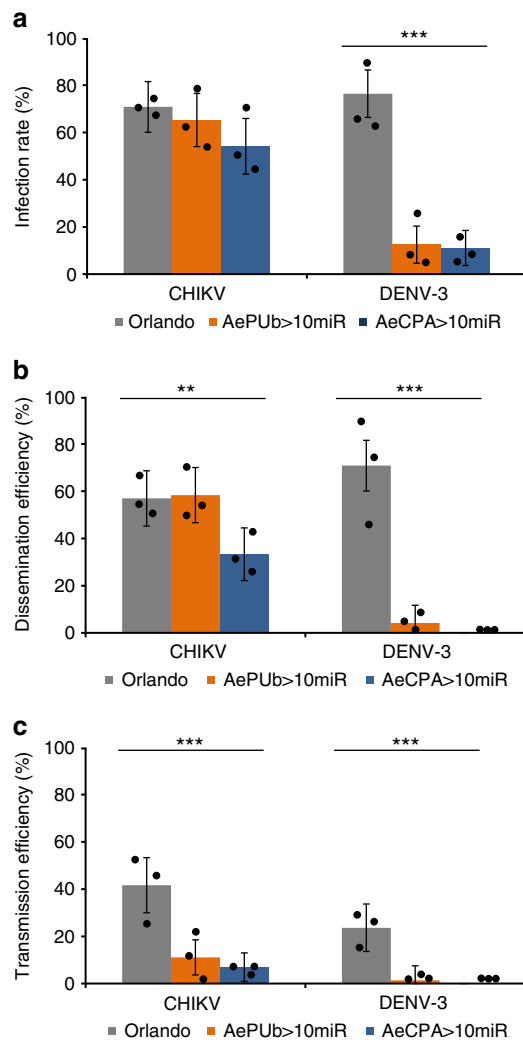 a
Infection rate (%)
100
80
60
40
20
0
***
CHIKV
DENV-3
Orlando AePUb>10miR AeCPA>10miR
b
Dissemination efficiency (%)
100
80
60
40
20
0
** ***
CHIKV
DENV-3
Orlando AePUb>10miR AeCPA>10miR
c
Transmission efficiency (%)
100
80
60
40
20
0
*** ***
CHIKV
DENV-3
Orlando AePUb>10miR AeCPA>10miR